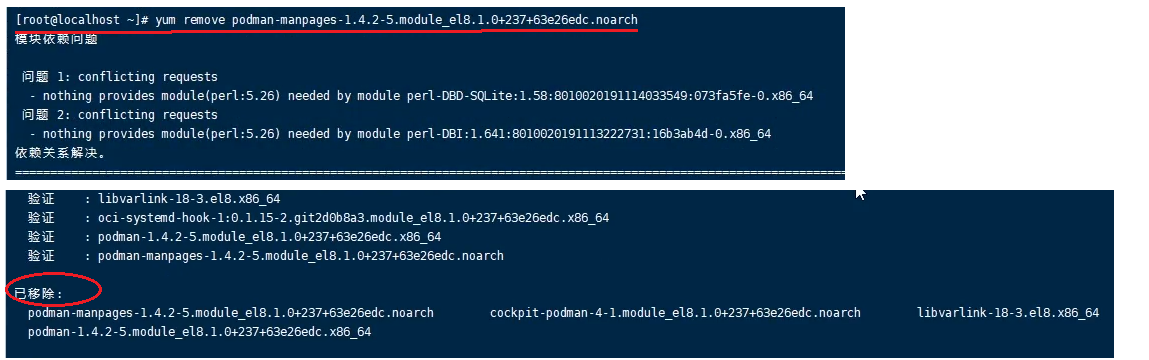 [root@localhost ~]# yum remove podman-manpages-1.4.2-5.module_el8.1.0+237+63e26edc.noarch
模块依赖问题
问题 1: conflicting requests
- nothing provides module(perl:5.26) needed by module perl-DBD-SQLite:1.58:8010020191114033549:073fa5fe-0.x86_64
问题 2: conflicting requests
- nothing provides module(perl:5.26) needed by module perl-DBI:1.641:8010020191113222731:16b3ab4d-0.x86_64
依赖关系解决。
================================================================================
验证 : libvarlink-18-3.el8.x86_64
验证 : oci-systemd-hook-1:0.1.15-2.git2d0b8a3.module_el8.1.0+237+63e26edc.x86_64
验证 : podman-1.4.2-5.module_el8.1.0+237+63e26edc.x86_64
验证 : podman-manpages-1.4.2-5.module_el8.1.0+237+63e26edc.noarch
已移除:
podman-manpages-1.4.2-5.module_el8.1.0+237+63e26edc.noarch cockpit-podman-4-1.module_el8.1.0+237+63e26edc.noarch libvarlink-18-3.el8.x86_64
podman-1.4.2-5.module_el8.1.0+237+63e26edc.x86_64